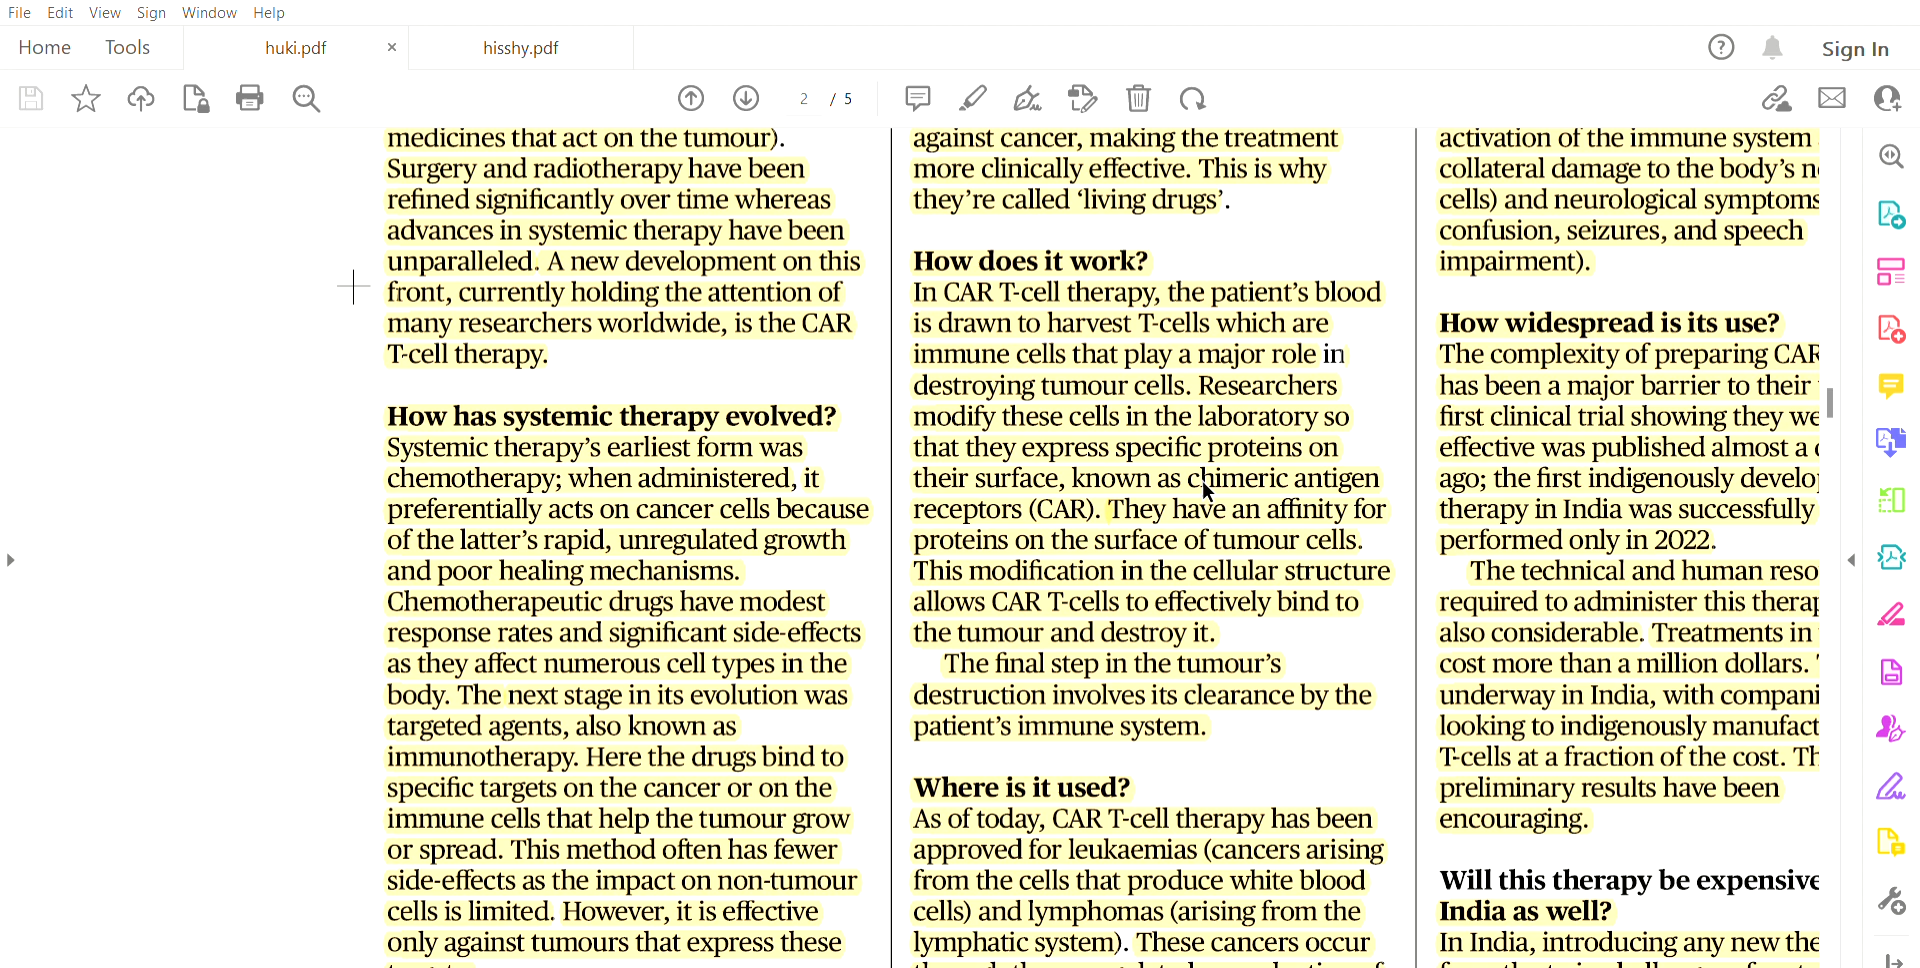 File Edit View Sign Window Help
Home Tools huki.pdf × hisshy.pdf Sign In
2 / 5
medicines that act on the tumour).
Surgery and radiotherapy have been
refined significantly over time whereas
advances in systemic therapy have been
unparalleled. A new development on this
front, currently holding the attention of
many researchers worldwide, is the CAR
T-cell therapy.
How has systemic therapy evolved?
Systemic therapy's earliest form was
chemotherapy; when administered, it
preferentially acts on cancer cells because
of the latter's rapid, unregulated growth
and poor healing mechanisms.
Chemotherapeutic drugs have modest
response rates and significant side-effects
as they affect numerous cell types in the
body. The next stage in its evolution was
targeted agents, also known as
immunotherapy. Here the drugs bind to
specific targets on the cancer or on the
immune cells that help the tumour grow
or spread. This method often has fewer
side-effects as the impact on non-tumour
cells is limited. However, it is effective
only against tumours that express these
against cancer, making the treatment
more clinically effective. This is why
they're called 'living drugs'.
How does it work?
In CAR T-cell therapy, the patient's blood
is drawn to harvest T-cells which are
immune cells that play a major role in
destroying tumour cells. Researchers
modify these cells in the laboratory so
that they express specific proteins on
their surface, known as chimeric antigen
receptors (CAR). They have an affinity for
proteins on the surface of tumour cells.
This modification in the cellular structure
allows CAR T-cells to effectively bind to
the tumour and destroy it.
The final step in the tumour's
destruction involves its clearance by the
patient's immune system.
Where is it used?
As of today, CAR T-cell therapy has been
approved for leukaemias (cancers arising
from the cells that produce white blood
cells) and lymphomas (arising from the
lymphatic system). These cancers occur
activation of the immune system
collateral damage to the body's
cells) and neurological symptoms
confusion, seizures, and speech
impairment).
How widespread is its use?
The complexity of preparing CAR
has been a major barrier to their
first clinical trial showing they we
effective was published almost a
ago; the first indigenously develo
therapy in India was successfully
performed only in 2022.
The technical and human reso
required to administer this therap
also considerable. Treatments in
cost more than a million dollars.
underway in India, with compani
looking to indigenously manufact
T-cells at a fraction of the cost. Th
preliminary results have been
encouraging.
Will this therapy be expensive
India as well?
In India, introducing any new the